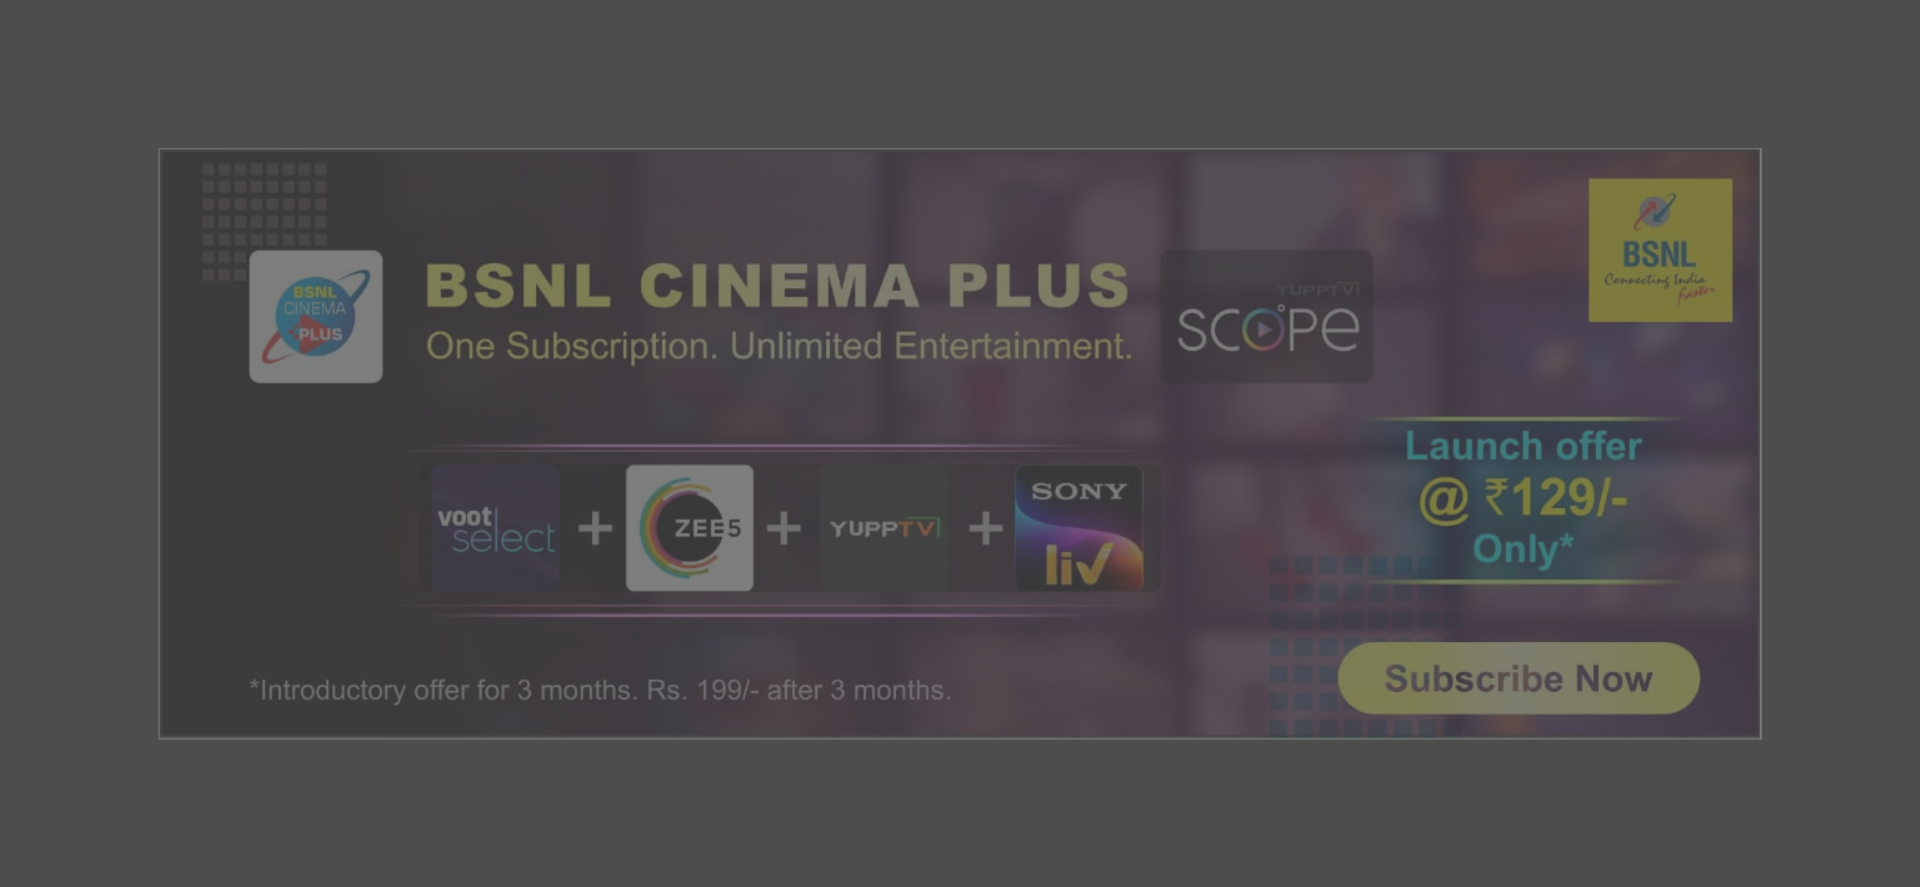 BSNL
CINEMA
PLUS
BSNL CINEMA PLUS
One Subscription. Unlimited Entertainment.
YUPPTV
SCOPE
BSNL
Connecting India
Faster
Launch offer
@ ₹129/-
Only*
voot
select
+
ZEE5
+
YUPPTV
+
SONY
liv
*Introductory offer for 3 months. Rs. 199/- after 3 months.
Subscribe Now